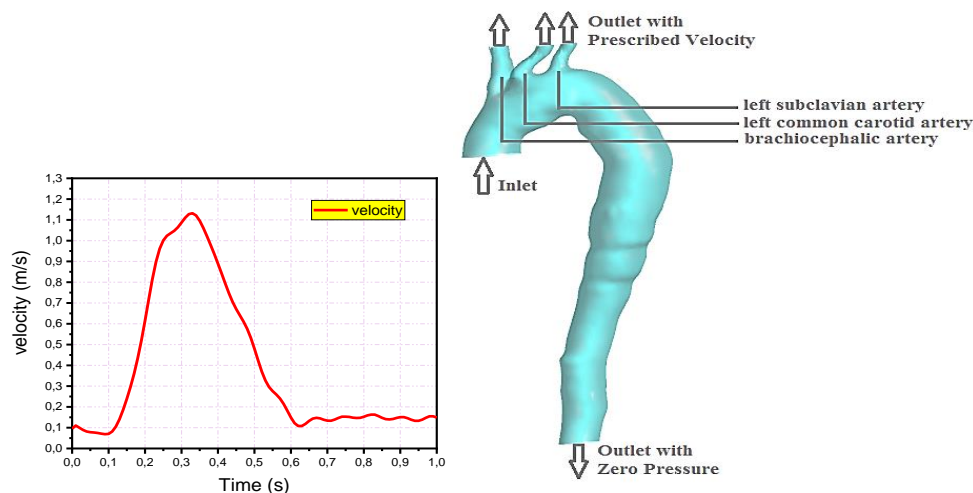 Outlet with
Prescribed Velocity
left subclavian artery
left common carotid artery
brachiocephalic artery
Inlet
Outlet with
Zero Pressure
velocity
velocity (m/s)
1,3
1,2
1,1
1,0
0,9
0,8
0,7
0,6
0,5
0,4
0,3
0,2
0,1
0,0
0,0 0,1 0,2 0,3 0,4 0,5 0,6 0,7 0,8 0,9 1,0
Time (s)